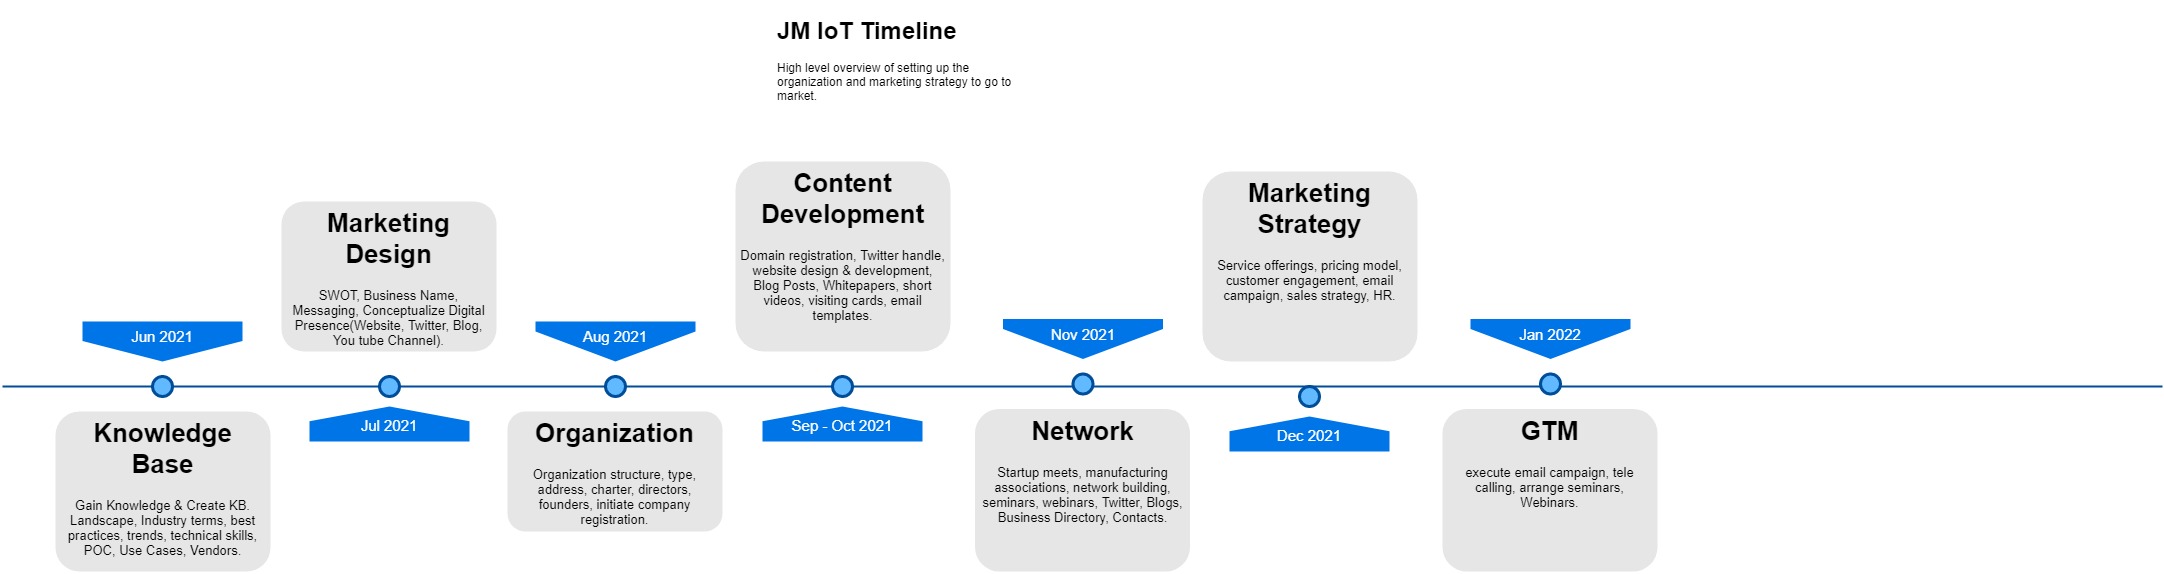 JM IoT Timeline
High level overview of setting up the
organization and marketing strategy to go to
market.
Jun 2021
Knowledge
Base
Gain Knowledge & Create KB.
Landscape, Industry terms, best
practices, trends, technical skills,
POC, Use Cases, Vendors.
Marketing
Design
SWOT, Business Name,
Messaging, Conceptualize Digital
Presence(Website, Twitter, Blog,
You tube Channel).
Jul 2021
Aug 2021
Organization
Organization structure, type,
address, charter, directors,
founders, initiate company
registration.
Content
Development
Domain registration, Twitter handle,
website design & development,
Blog Posts, Whitepapers, short
videos, visiting cards, email
templates.
Sep - Oct 2021
Nov 2021
Network
Startup meets, manufacturing
associations, network building,
seminars, webinars, Twitter, Blogs,
Business Directory, Contacts.
Marketing
Strategy
Service offerings, pricing model,
customer engagement, email
campaign, sales strategy, HR.
Dec 2021
Jan 2022
GTM
execute email campaign, tele
calling, arrange seminars,
Webinars.